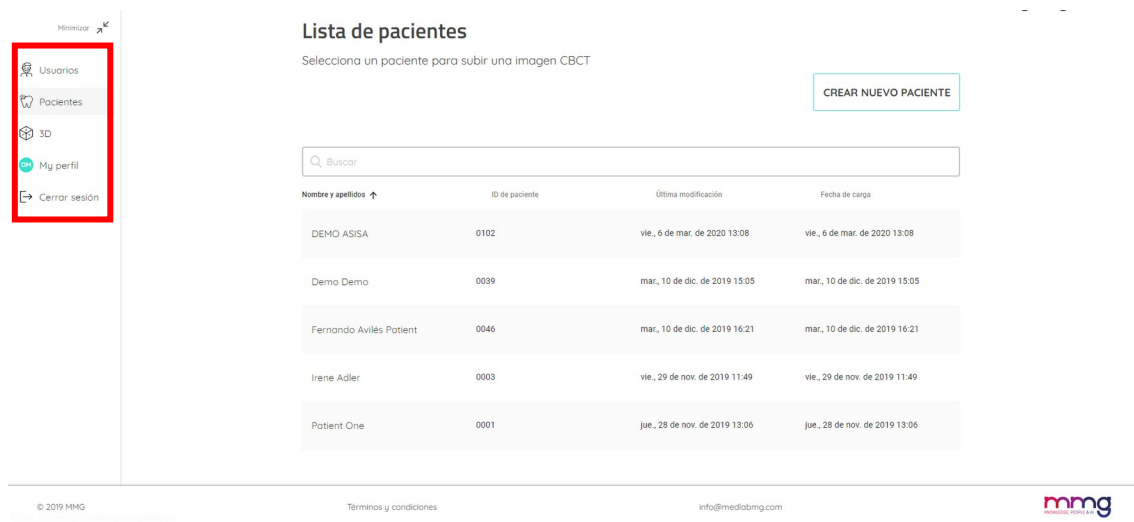 Minimizar
Usuarios
Pacientes
3D
DM My perfil
Cerrar sesión
Lista de pacientes
Selecciona un paciente para subir una imagen CBCT
CREAR NUEVO PACIENTE
Buscar
Nombre y apellidos ID de paciente Última modificación Fecha de carga
DEMO ASISA 0102 vie., 6 de mar. de 2020 13:08 vie., 6 de mar. de 2020 13:08
Demo Demo 0039 mar., 10 de dic. de 2019 15:05 mar., 10 de dic. de 2019 15:05
Fernando Avilés Patient 0046 mar., 10 de dic. de 2019 16:21 mar., 10 de dic. de 2019 16:21
Irene Adler 0003 vie., 29 de nov. de 2019 11:49 vie., 29 de nov. de 2019 11:49
Patient One 0001 jue., 28 de nov. de 2019 13:06 jue., 28 de nov. de 2019 13:06
© 2019 MMG Términos y condiciones info@medlabmg.com mmg
KNOWLEDGE, PEOPLE & AI